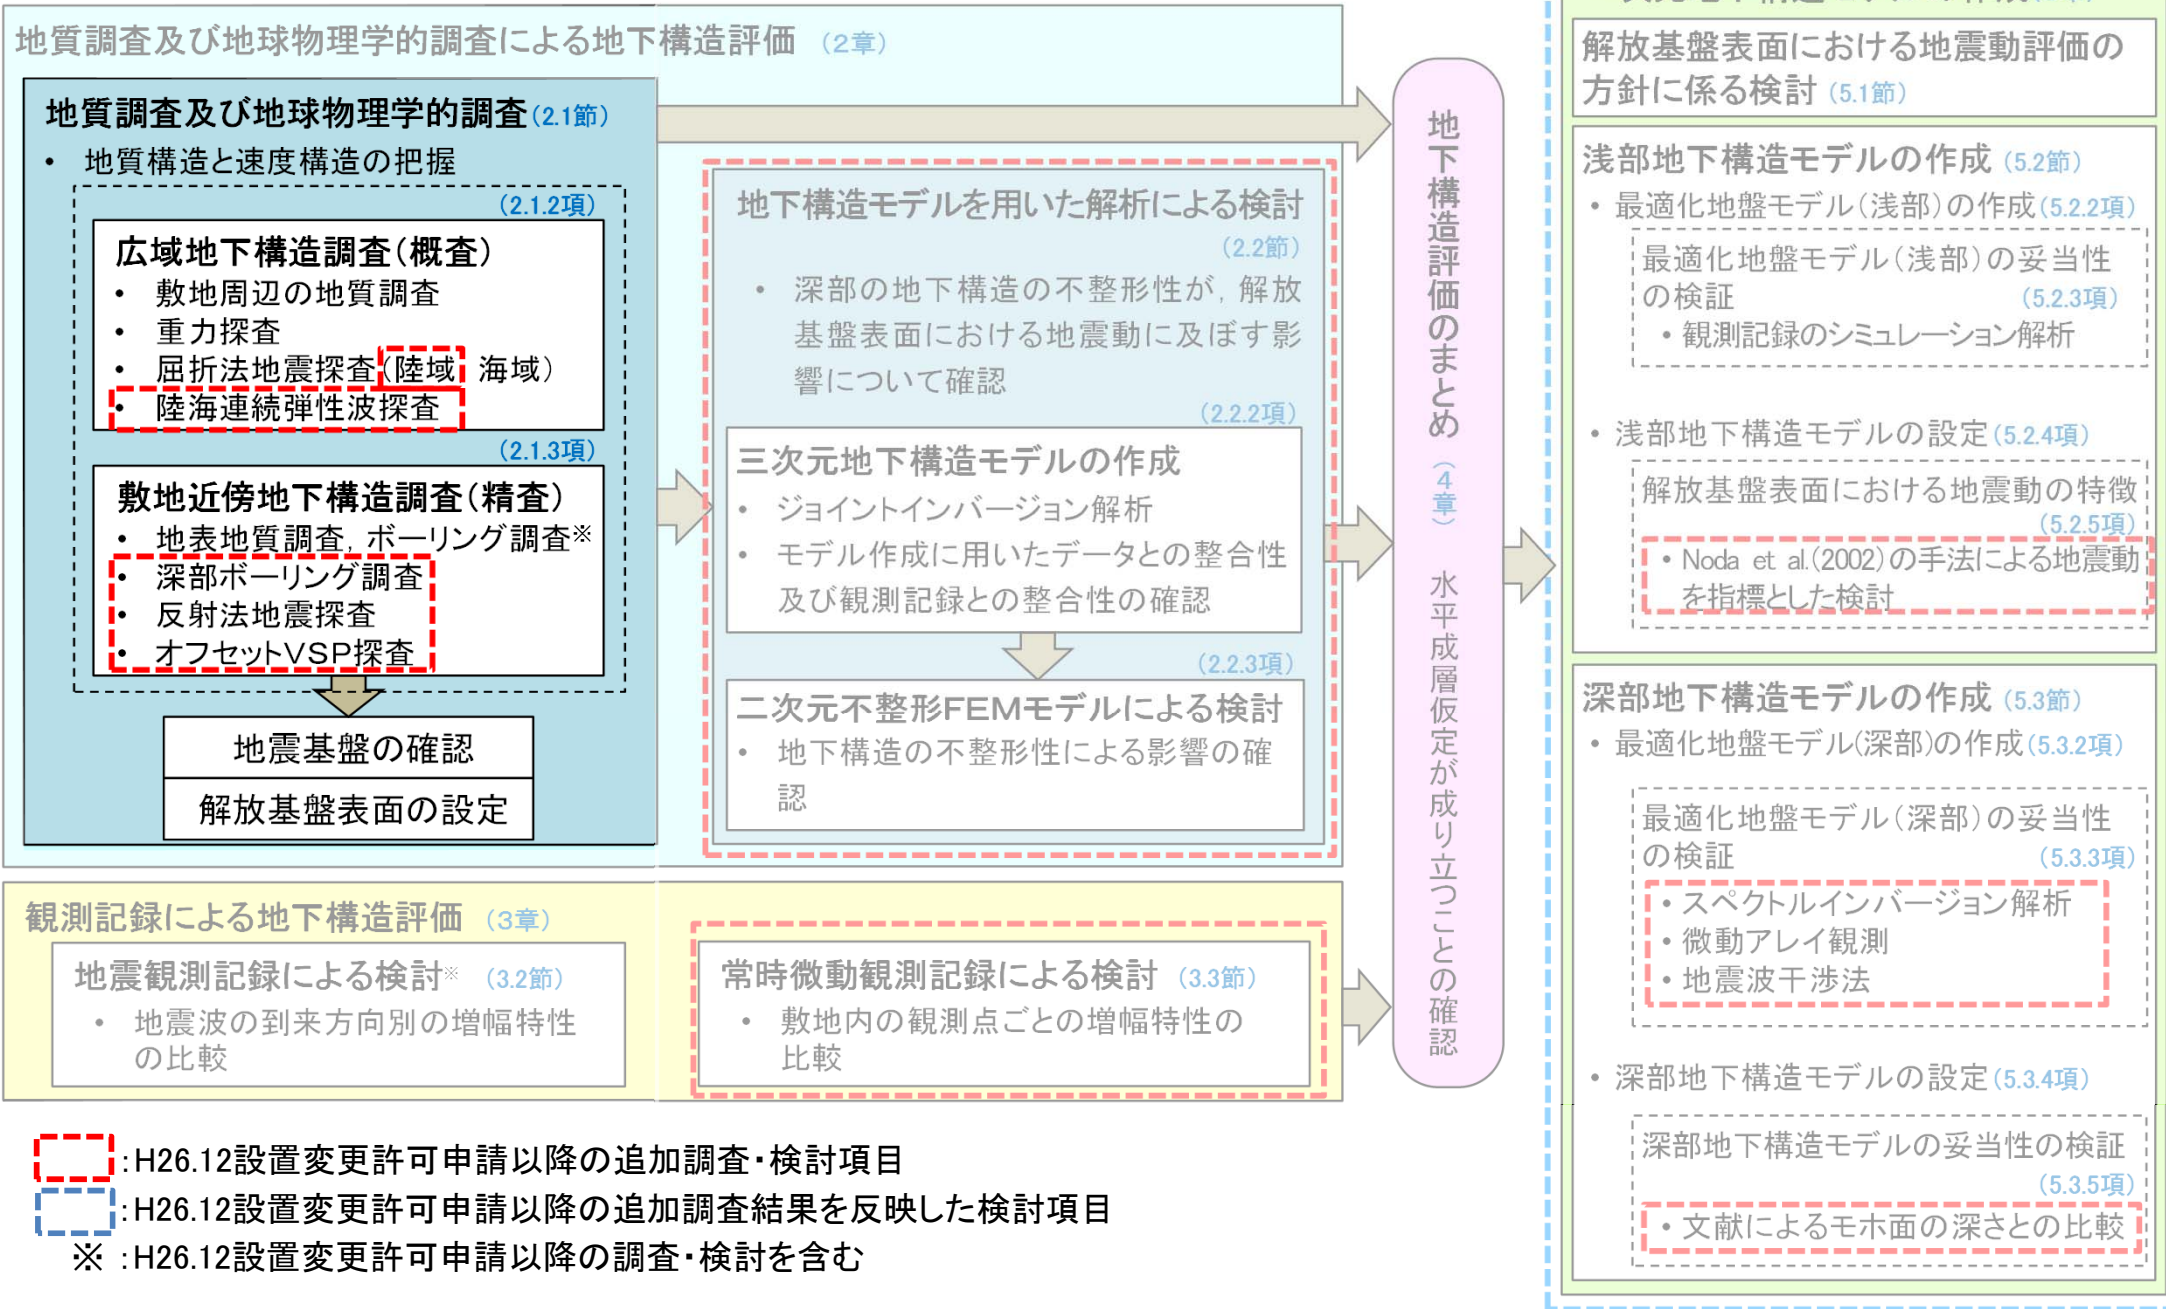 地質調査及び地球物理学的調査による地下構造評価 （2章）
地質調査及び地球物理学的調査（2.1節）
• 地質構造と速度構造の把握
（2.1.2項）
広域地下構造調査（概査）
• 敷地周辺の地質調査
• 重力探査
• 屈折法地震探査（陸域 海域）
• 陸海連続弾性波探査
（2.1.3項）
敷地近傍地下構造調査（精査）
• 地表地質調査，ボーリング調査※
• 深部ボーリング調査
• 反射法地震探査
• オフセットVSP探査
地震基盤の確認
解放基盤表面の設定
地下構造モデルを用いた解析による検討
（2.2節）
• 深部の地下構造の不整形性が，解放
基盤表面における地震動に及ぼす影
響について確認
（2.2.2項）
三次元地下構造モデルの作成
• ジョイントインバージョン解析
• モデル作成に用いたデータとの整合性
及び観測記録との整合性の確認
（2.2.3項）
二次元不整形FEMモデルによる検討
• 地下構造の不整形性による影響の確
認
観測記録による地下構造評価 （3章）
地震観測記録による検討※ （3.2節）
• 地震波の到来方向別の増幅特性
の比較
常時微動観測記録による検討 （3.3節）
• 敷地内の観測点ごとの増幅特性の
比較
地下構造評価のまとめ （4章） 水平成層仮定が成り立つことの確認
解放基盤表面における地震動評価の
方針に係る検討（5.1節）
浅部地下構造モデルの作成（5.2節）
• 最適化地盤モデル（浅部）の作成（5.2.2項）
最適化地盤モデル（浅部）の妥当性
の検証 （5.2.3項）
• 観測記録のシミュレーション解析
• 浅部地下構造モデルの設定（5.2.4項）
解放基盤表面における地震動の特徴
（5.2.5項）
• Noda et al.（2002）の手法による地震動
を指標とした検討
深部地下構造モデルの作成（5.3節）
• 最適化地盤モデル(深部)の作成（5.3.2項）
最適化地盤モデル（深部）の妥当性
の検証 （5.3.3項）
• スペクトルインバージョン解析
• 微動アレイ観測
• 地震波干渉法
• 深部地下構造モデルの設定（5.3.4項）
深部地下構造モデルの妥当性の検証
（5.3.5項）
• 文献によるモホ面の深さとの比較
：H26.12設置変更許可申請以降の追加調査・検討項目
：H26.12設置変更許可申請以降の追加調査結果を反映した検討項目
※ ：H26.12設置変更許可申請以降の調査・検討を含む